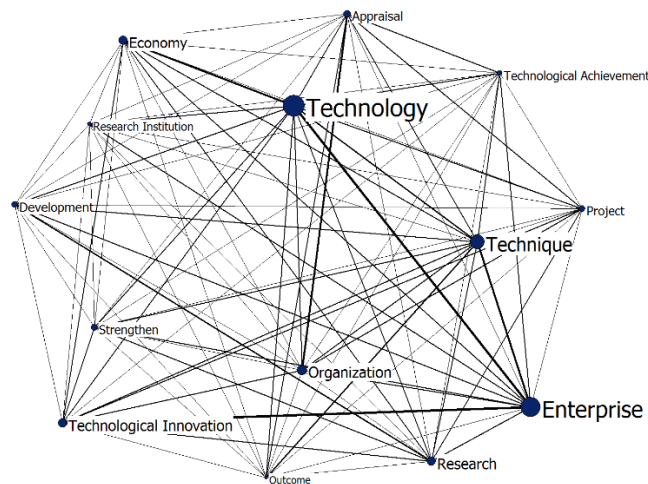 Appraisal
Economy
Technological Achievement
Technology
Research Institution
Development
Project
Technique
Strengthen
Organization
Enterprise
Technological Innovation
Research
Outcome